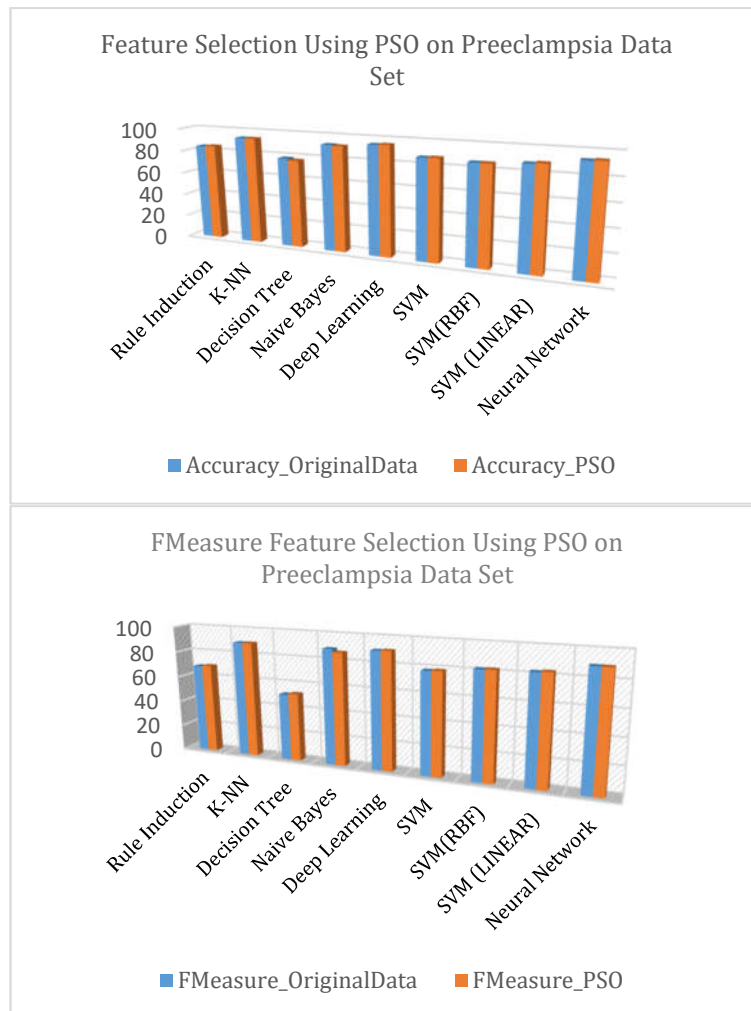 Feature Selection Using PSO on Preeclampsia Data
Set
100
80
60
40
20
0
Rule Induction
K-NN
Decision Tree
Naive Bayes
Deep Learning
SVM
SVM(RBF)
SVM (LINEAR)
Neural Network
Accuracy_OriginalData
Accuracy_PSO
FMeasure Feature Selection Using PSO on
Preeclampsia Data Set
100
80
60
40
20
0
Rule Induction
K-NN
Decision Tree
Naive Bayes
Deep Learning
SVM
SVM(RBF)
SVM (LINEAR)
Neural Network
FMeasure_OriginalData
FMeasure_PSO